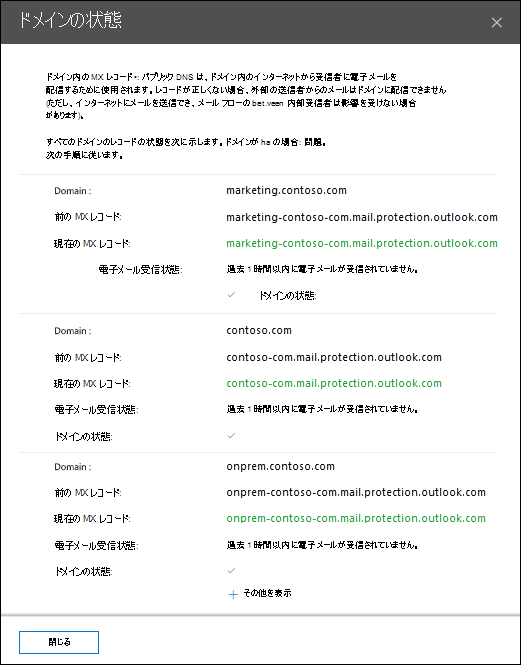 ドメインの状態
ドメイン内の MX レコード•: パブリック DNS は、ドメイン内のインターネットから受信者に電子メールを
配信するために使用されます。レコードが正しくない場合、外部の送信者からのメールはドメインに配信できません
(ただし、インターネットにメールを送信でき、メール フローの bet.veen 内部受信者は影響を受けない場合
があります)。
すべてのドメインのレコードの状態を次に示します。ドメインが ha の場合: 問題。
次の手順に従います。
Domain : marketing.contoso.com
前の MX レコード: marketing-contoso-com.mail.protection.outlook.com
現在の MX レコード: marketing-contoso-com.mail.protection.outlook.com
電子メール受信状態: 過去 1 時間以内に電子メールが受信されていません。
✓ ドメインの状態:
Domain : contoso.com
前の MX レコード: contoso-com.mail.protection.outlook.com
現在の MX レコード: contoso-com.mail.protection.outlook.com
電子メール受信状態: 過去 1 時間以内に電子メールが受信されていません。
ドメインの状態: ✓
Domain : onprem.contoso.com
前の MX レコード: onprem-contoso-com.mail.protection.outlook.com
現在の MX レコード: onprem-contoso-com.mail.protection.outlook.com
電子メール受信状態: 過去 1 時間以内に電子メールが受信されていません。
ドメインの状態: ✓
＋ その他を表示
閉じる